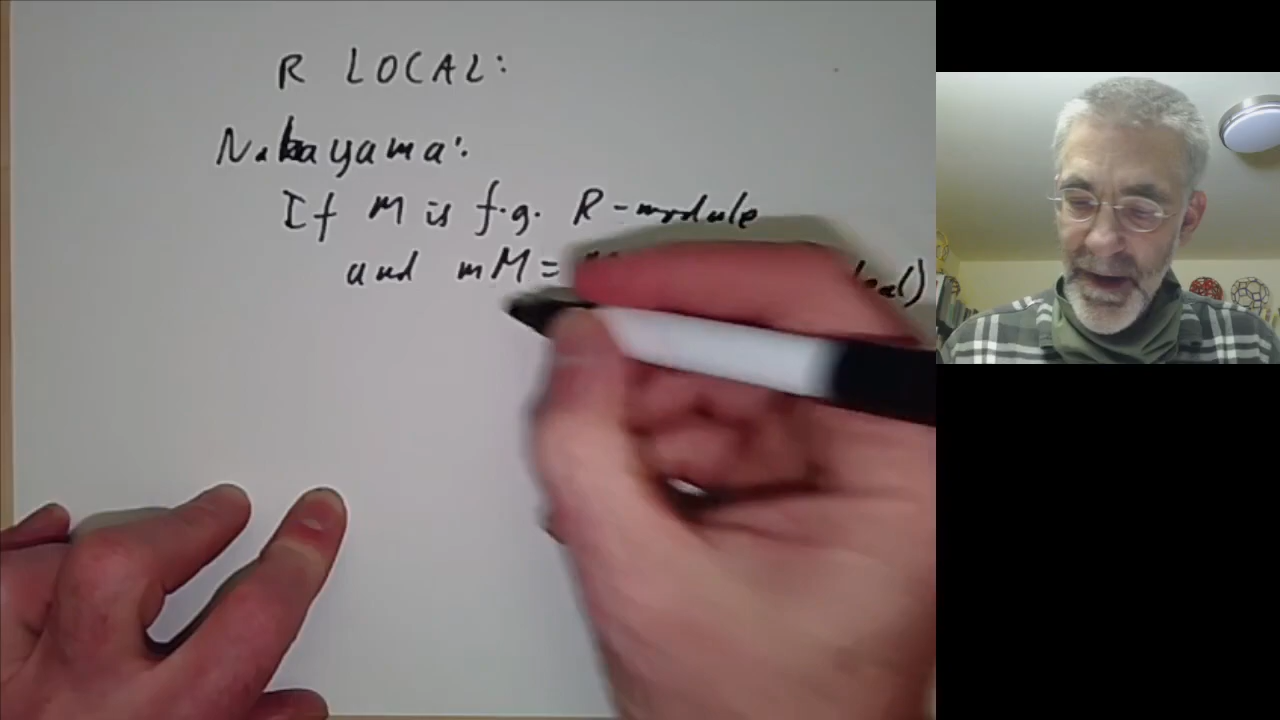 R LOCAL:
Nakayama:
If M is f.g. R-module
and mM =